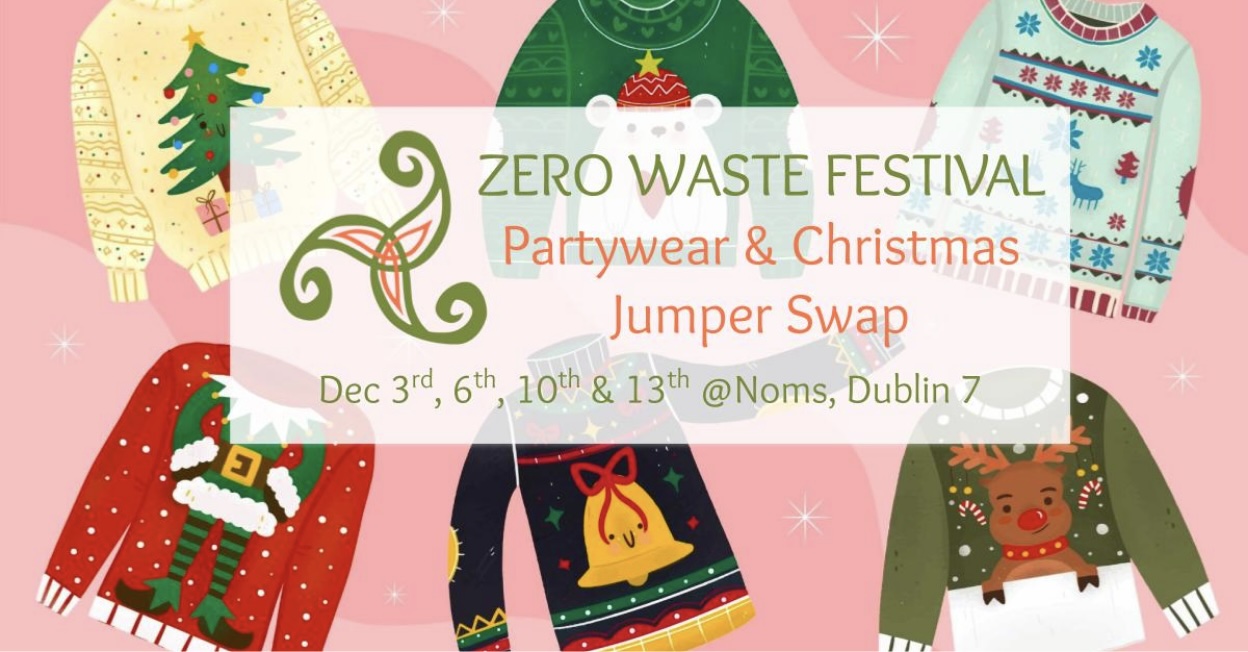 ZERO WASTE FESTIVAL
Partywear & Christmas
Jumper Swap
Dec 3rd, 6th, 10th & 13th @Noms, Dublin 7